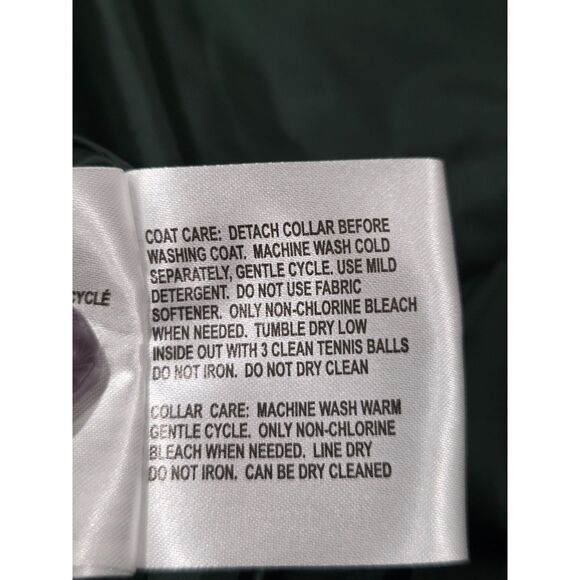 COAT CARE: DETACH COLLAR BEFORE
WASHING COAT. MACHINE WASH COLD
SEPARATELY, GENTLE CYCLE. USE MILD
DETERGENT. DO NOT USE FABRIC
SOFTENER. ONLY NON-CHLORINE BLEACH
WHEN NEEDED. TUMBLE DRY LOW
INSIDE OUT WITH 3 CLEAN TENNIS BALLS
DO NOT IRON. DO NOT DRY CLEAN
COLLAR CARE: MACHINE WASH WARM
GENTLE CYCLE. ONLY NON-CHLORINE
BLEACH WHEN NEEDED. LINE DRY
DO NOT IRON. CAN BE DRY CLEANED